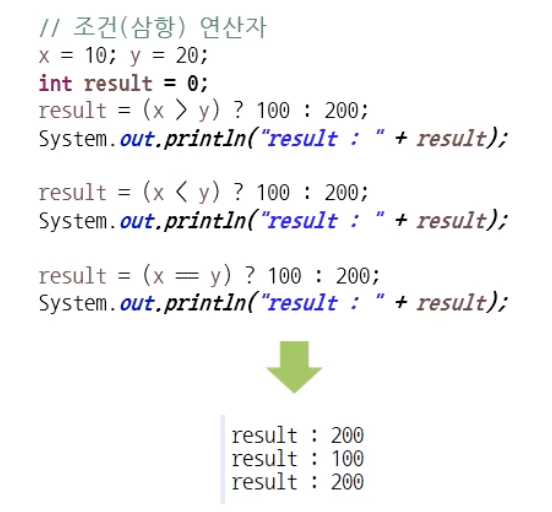 // 조건(삼항) 연산자
x = 10; y = 20;
int result = 0;
result = (x > y) ? 100 : 200;
System.out.println("result : " + result);
result = (x < y) ? 100 : 200;
System.out.println("result : " + result);
result = (x == y) ? 100 : 200;
System.out.println("result : " + result);
result : 200
result : 100
result : 200